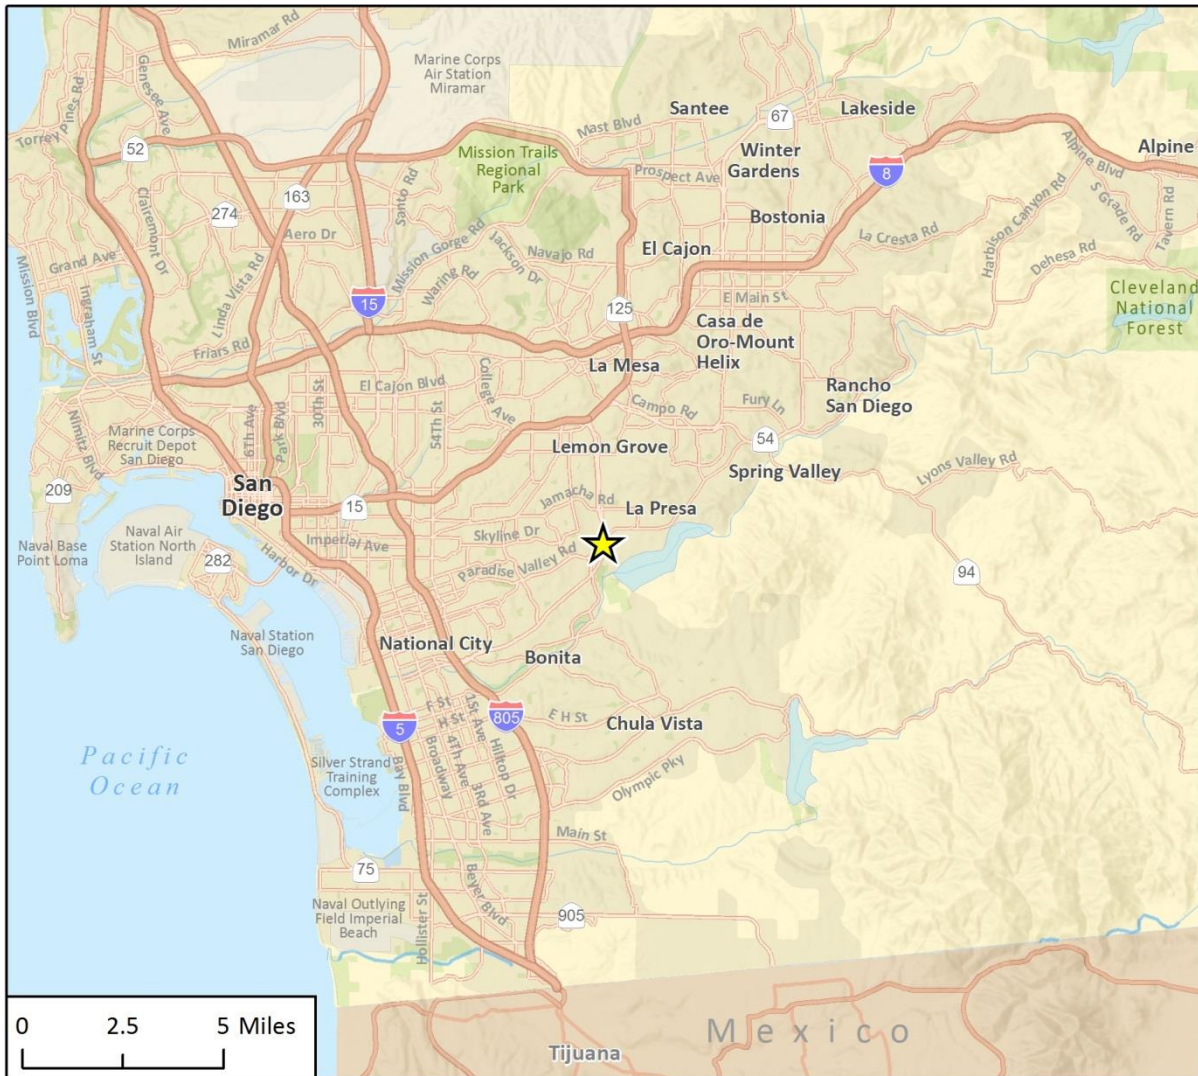 Miramar Rd
Marine Corps
Air Station
Miramar
Genesee Ave
Torrey Pines Rd
Santee
67
Lakeside
Mast Blvd
52
Mission Trails
Regional
Park
Winter
Gardens
8
Alpine Blvd
Alpine
Prospect Ave
163
Santo Rd
Clairemont Dr
274
Bostonia
S Grade Rd
Tavern Rd
Harbison Canyon Rd
Aero Dr
Mission Gorge Rd
Jackson Dr
Navajo Rd
El Cajon
La Cresta Rd
Dehesa Rd
Grand Ave
Mission Blvd
Ingraham St
Linda Vista Rd
Waring Rd
15
125
E Main St
Cleveland
National
Forest
Friars Rd
Casa de
Oro-Mount
Helix
La Mesa
El Cajon Blvd
College Ave
Rancho
San Diego
30Th St
54Th St
Campo Rd
Fury Ln
Nimitz Blvd
Marine Corps
Recruit Depot
San Diego
6Th Ave
Park Blvd
Lemon Grove
54
Spring Valley
Lyons Valley Rd
209
San
Diego
15
Jamacha Rd
La Presa
Naval Base
Point Loma
Naval Air
Station North
Island
282
Harbor Dr
Imperial Ave
Skyline Dr
Paradise Valley Rd
94
Naval Station
San Diego
National City
Bonita
F St
H St
1St Ave
805
E H St
Chula Vista
5
Pacific
Ocean
Silver Strand
Training
Complex
Bay Blvd
Broadway
4Th Ave
3Rd Ave
Hilltop Dr
Olympic Pky
Main St
75
Beyer Blvd
Naval Outlying
Field Imperial
Beach
Hollister St
905
0 2.5 5 Miles
Mexico
Tijuana